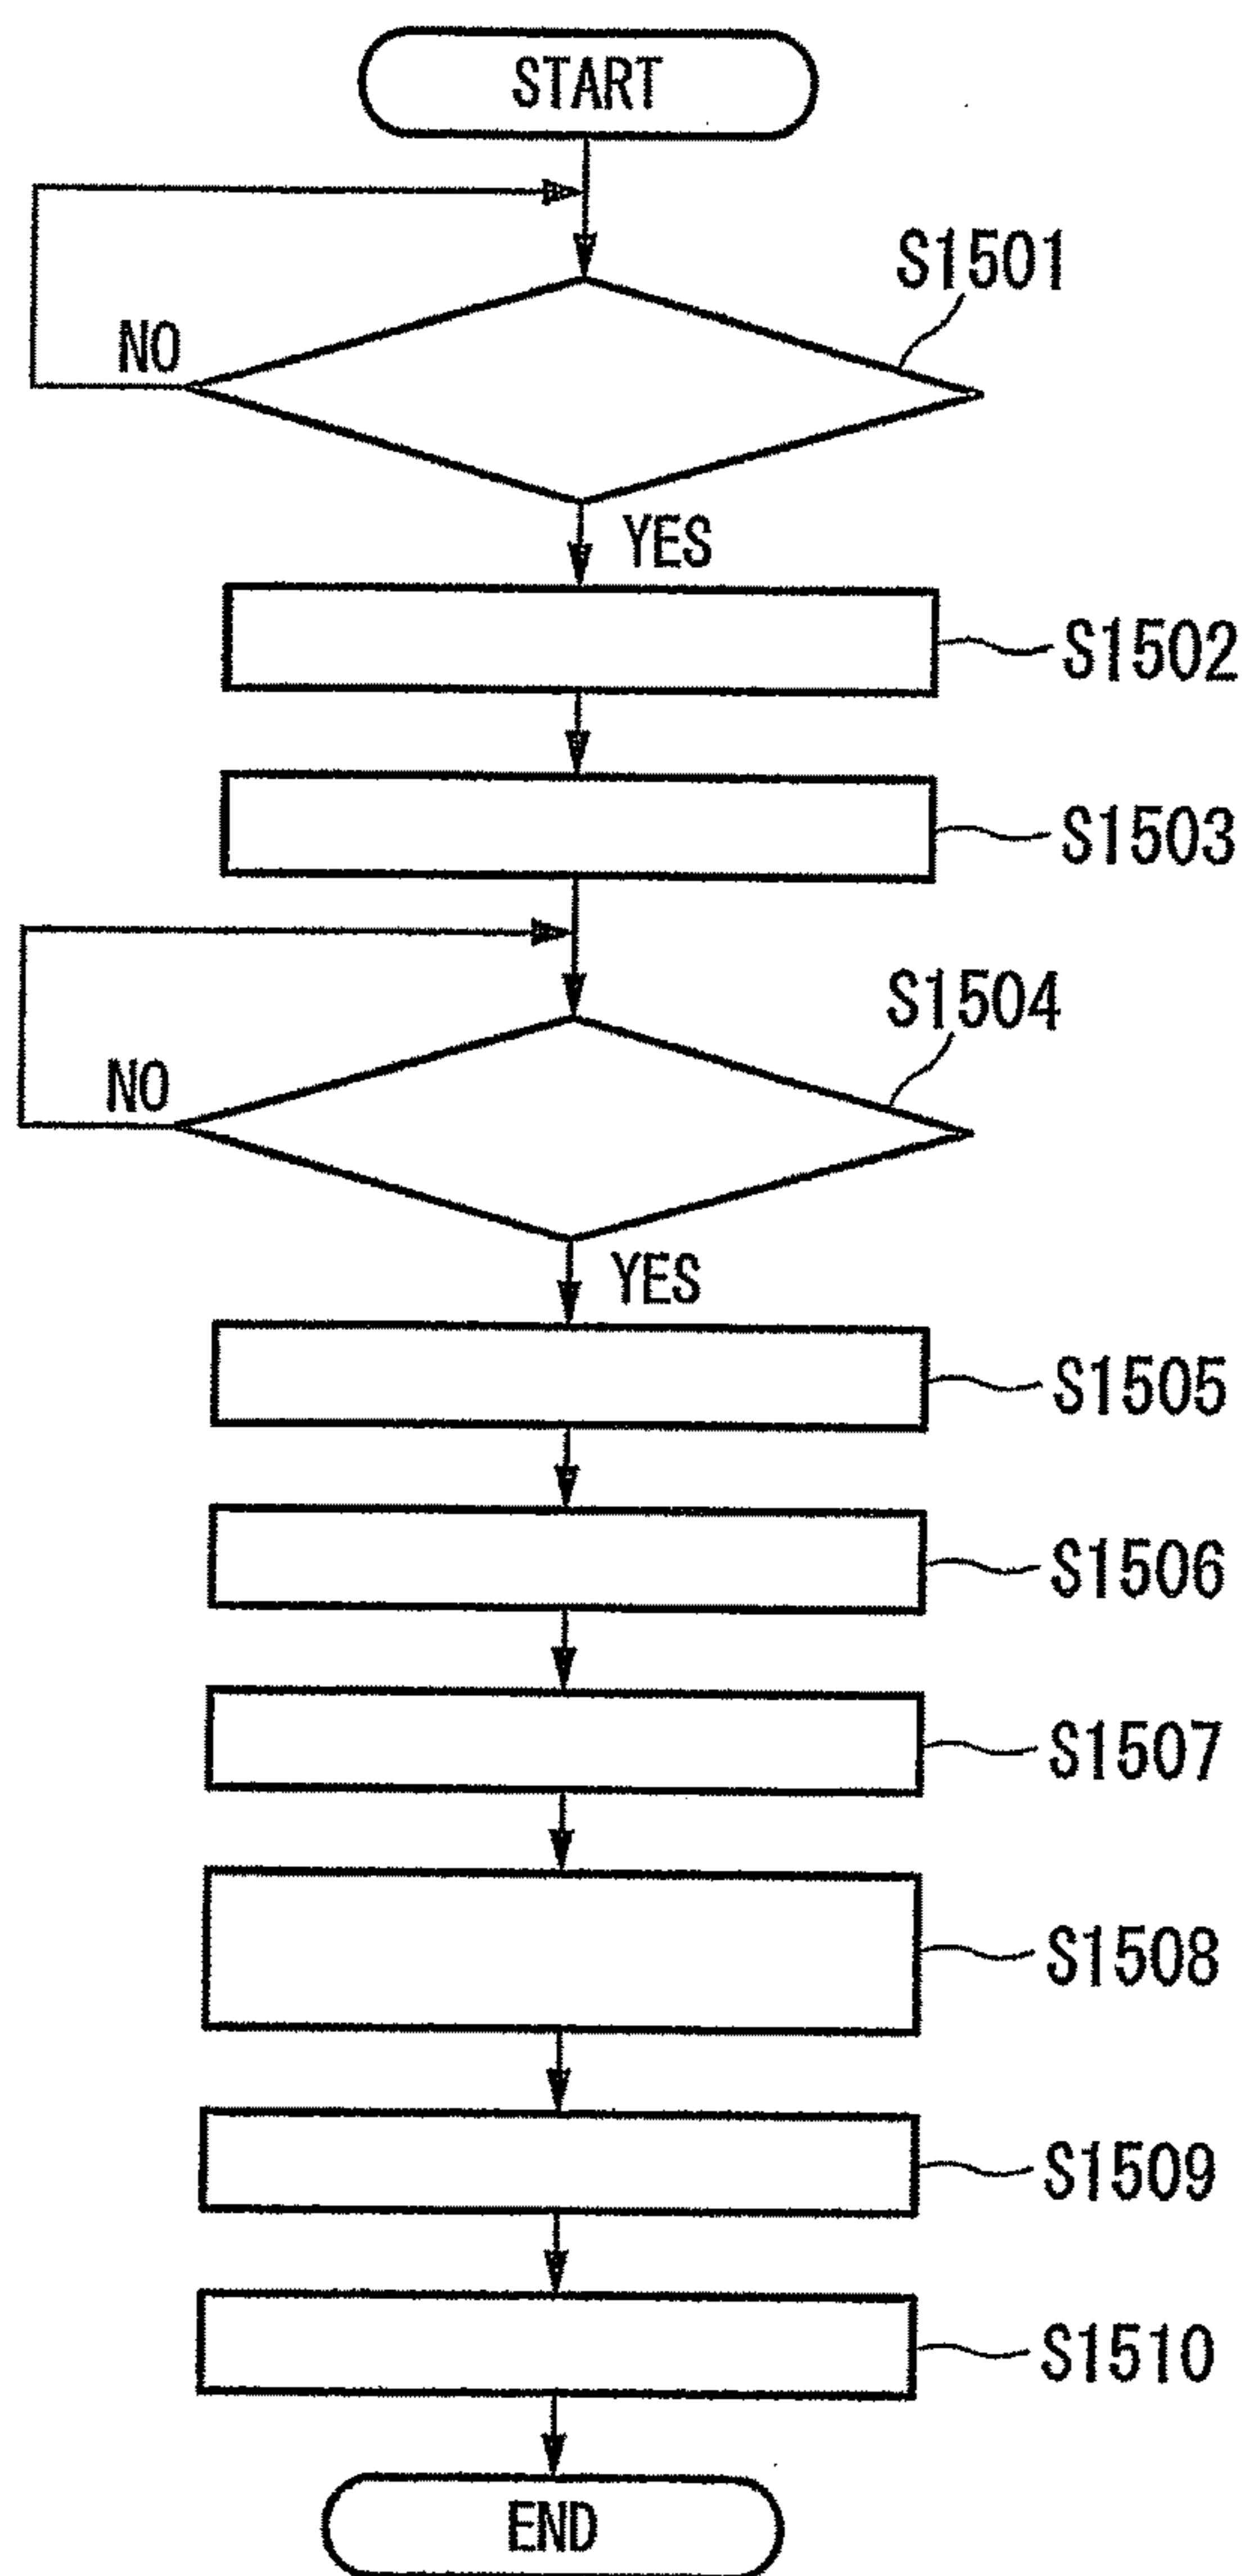 START
S1501
NO
YES
S1502
S1503
S1504
NO
YES
S1505
S1506
S1507
S1508
S1509
S1510
END